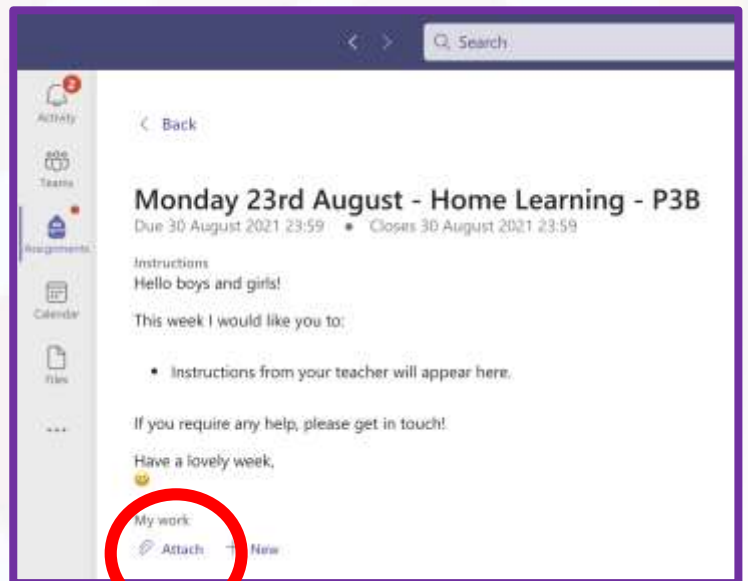 Search
2
Activity
Teams
Assignments
Calendar
Files
...
< Back
Monday 23rd August - Home Learning - P3B
Due 30 August 2021 23:59 • Closes 30 August 2021 23:59
Instructions
Hello boys and girls!
This week I would like you to:
• Instructions from your teacher will appear here.
If you require any help, please get in touch!
Have a lovely week,
😀
My work
Attach + New